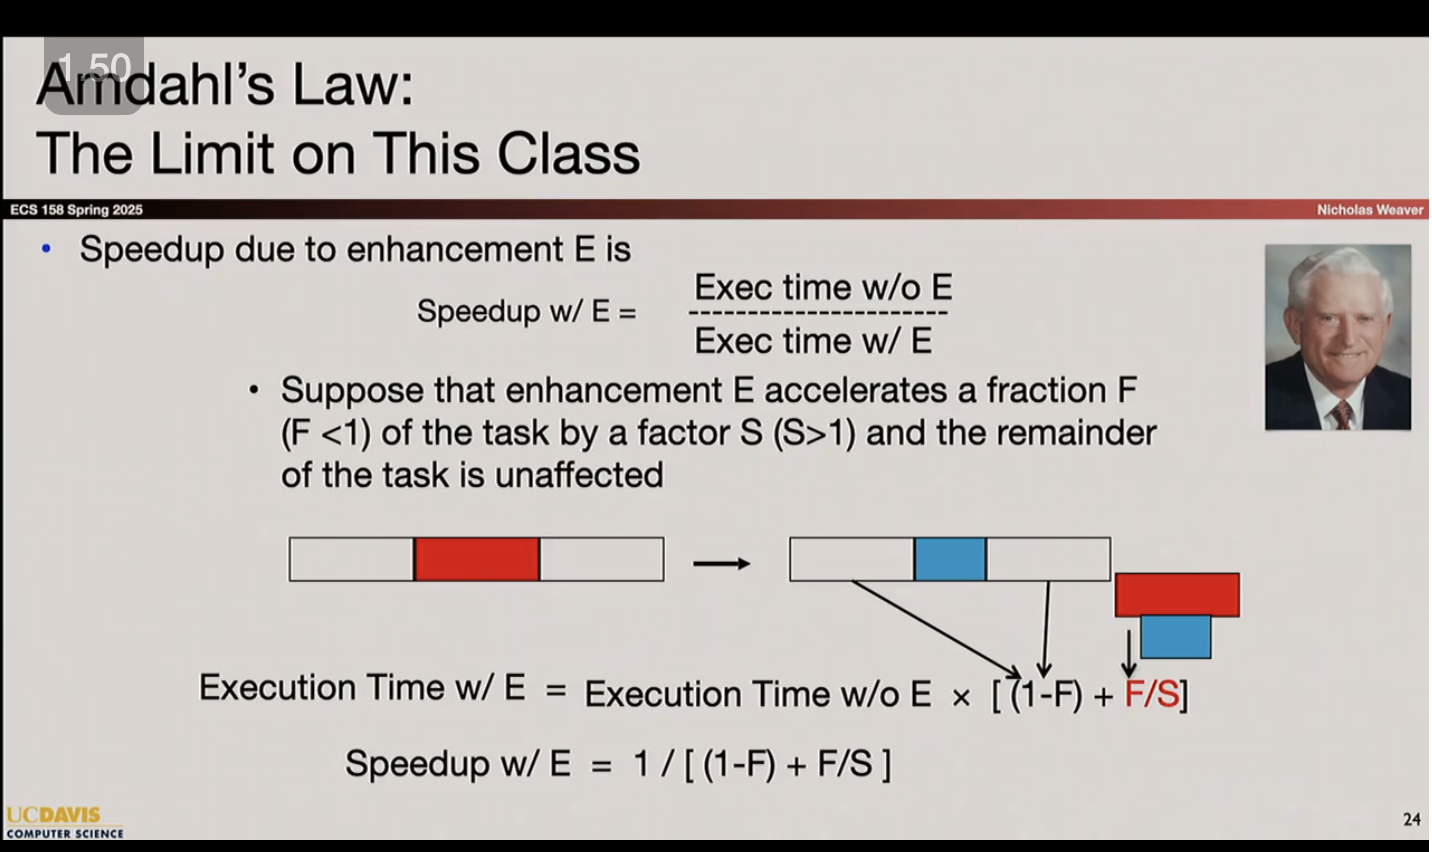 1.50
Amdahl's Law:
The Limit on This Class
ECS 158 Spring 2025
Nicholas Weaver
• Speedup due to enhancement E is
Speedup w/ E =
Exec time w/o E
----------------------
Exec time w/ E
• Suppose that enhancement E accelerates a fraction F
(F <1) of the task by a factor S (S>1) and the remainder
of the task is unaffected
Execution Time w/ E = Execution Time w/o E × [ (1-F) + F/S]
Speedup w/ E = 1 / [ (1-F) + F/S ]
UCDAVIS
COMPUTER SCIENCE
24